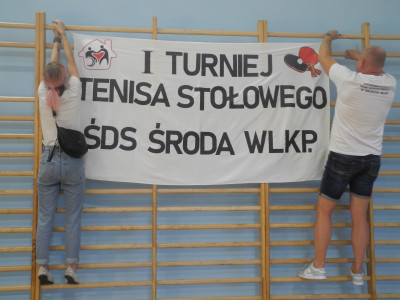 I TURNIEJ
TENISA STOŁOWEGO
ŚDS ŚRODA WLKP.